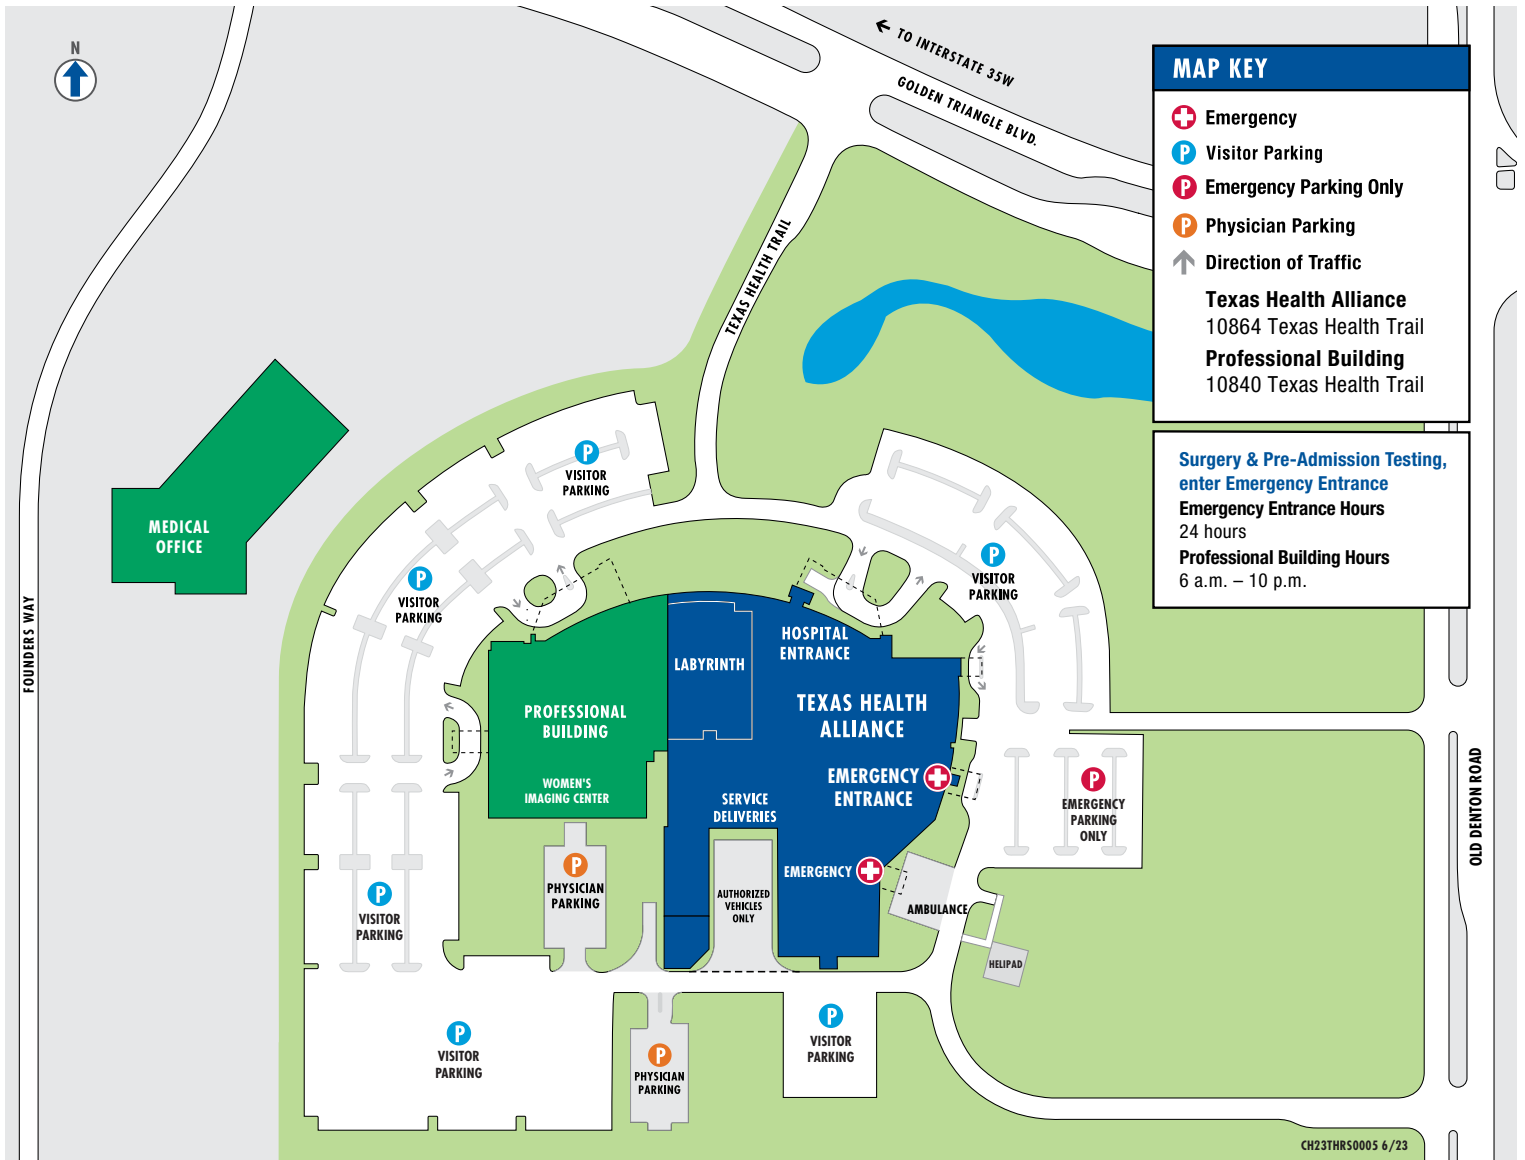 N
TO INTERSTATE 35W
GOLDEN TRIANGLE BLVD.
MAP KEY
Emergency
P Visitor Parking
P Emergency Parking Only
P Physician Parking
Direction of Traffic
Texas Health Alliance
10864 Texas Health Trail
Professional Building
10840 Texas Health Trail
Surgery & Pre-Admission Testing,
enter Emergency Entrance
Emergency Entrance Hours
24 hours
Professional Building Hours
6 a.m. – 10 p.m.
TEXAS HEALTH TRAIL
P
VISITOR
PARKING
MEDICAL
OFFICE
P
VISITOR
PARKING
P
VISITOR
PARKING
FOUNDERS WAY
HOSPITAL
ENTRANCE
LABYRINTH
TEXAS HEALTH
ALLIANCE
PROFESSIONAL
BUILDING
WOMEN'S
IMAGING CENTER
EMERGENCY
ENTRANCE
SERVICE
DELIVERIES
P
EMERGENCY
PARKING
ONLY
OLD DENTON ROAD
EMERGENCY
P
PHYSICIAN
PARKING
AUTHORIZED
VEHICLES
ONLY
AMBULANCE
P
VISITOR
PARKING
HELIPAD
P
VISITOR
PARKING
P
VISITOR
PARKING
P
PHYSICIAN
PARKING
CH23THRS0005 6/23